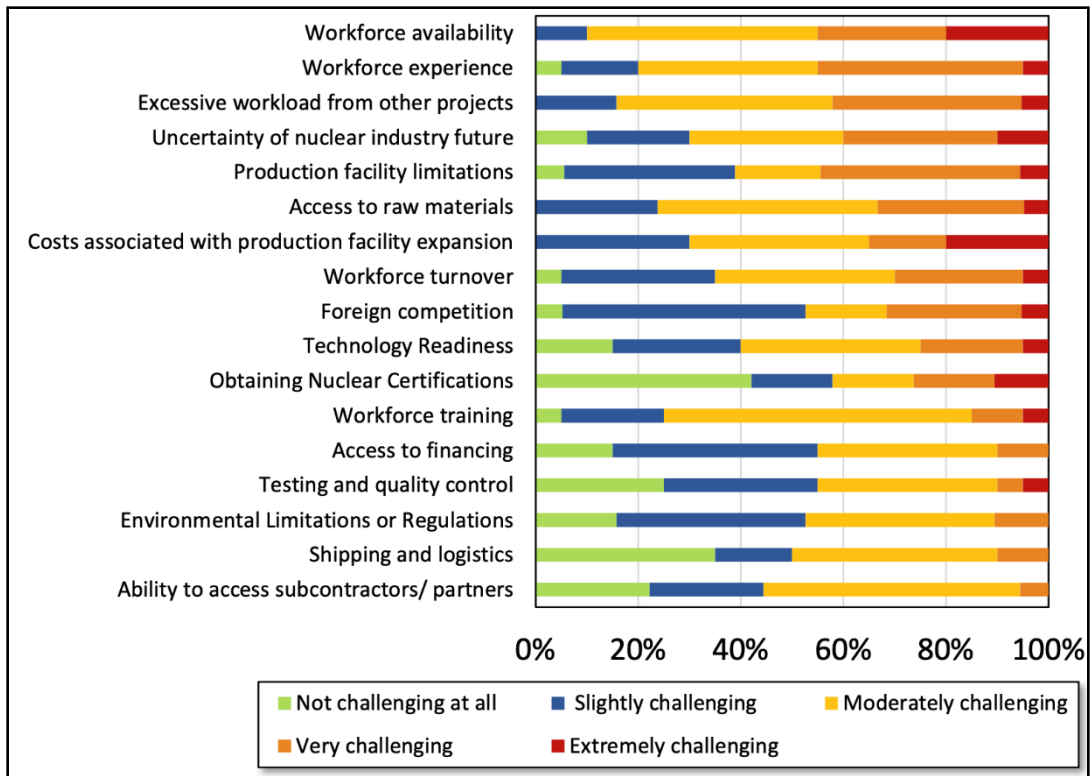 Workforce availability
Workforce experience
Excessive workload from other projects
Uncertainty of nuclear industry future
Production facility limitations
Access to raw materials
Costs associated with production facility expansion
Workforce turnover
Foreign competition
Technology Readiness
Obtaining Nuclear Certifications
Workforce training
Access to financing
Testing and quality control
Environmental Limitations or Regulations
Shipping and logistics
Ability to access subcontractors/ partners
0% 20% 40% 60% 80% 100%
Not challenging at all Slightly challenging Moderately challenging
Very challenging Extremely challenging